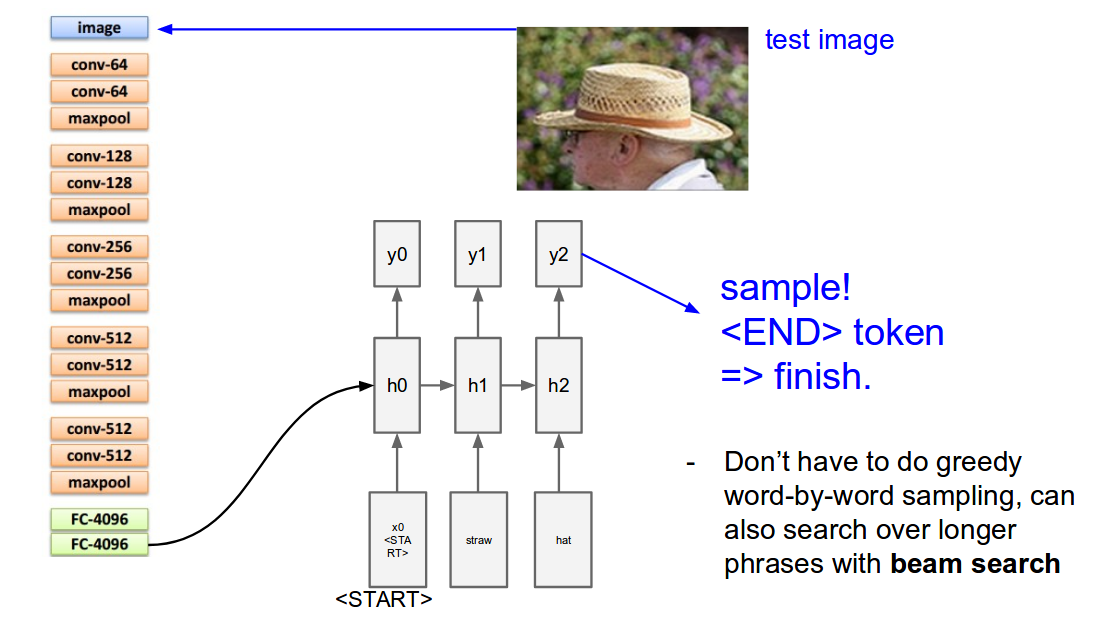 image
conv-64
conv-64
maxpool
conv-128
conv-128
maxpool
conv-256
conv-256
maxpool
conv-512
conv-512
maxpool
conv-512
conv-512
maxpool
FC-4096
FC-4096
test image
y0
y1
y2
h0
h1
h2
x0
<STA
RT>
straw
hat
<START>
sample!
<END> token
=> finish.
- Don’t have to do greedy
word-by-word sampling, can
also search over longer
phrases with beam search